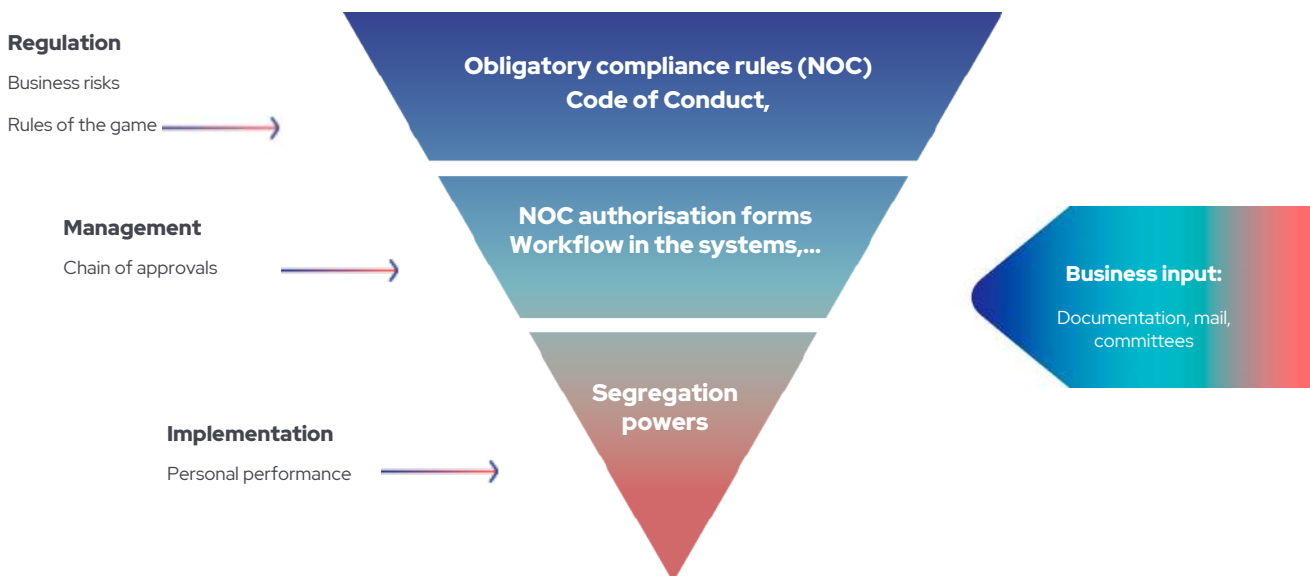 Regulation
Business risks
Rules of the game
Obligatory compliance rules (NOC)
Code of Conduct,
Management
Chain of approvals
NOC authorisation forms
Workflow in the systems,...
Business input:
Documentation, mail,
committees
Implementation
Personal performance
Segregation
powers